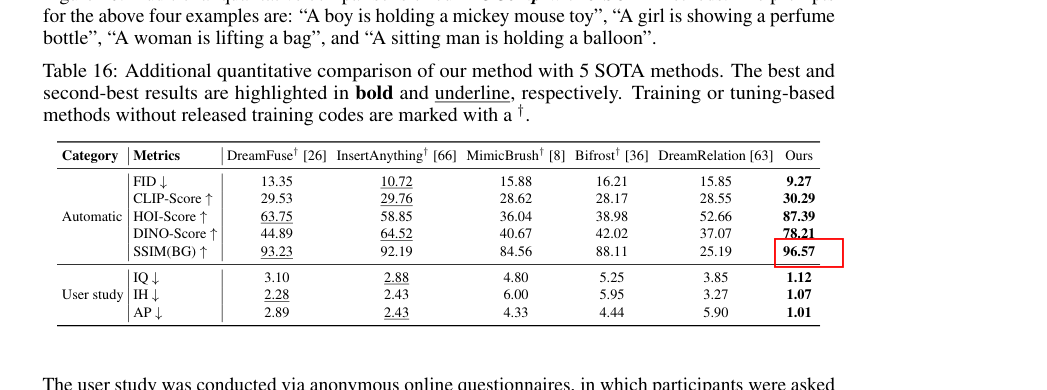 for the above four examples are: “A boy is holding a mickey mouse toy”, “A girl is showing a perfume
bottle”, “A woman is lifting a bag”, and “A sitting man is holding a balloon”.
Table 16: Additional quantitative comparison of our method with 5 SOTA methods. The best and
second-best results are highlighted in bold and underline, respectively. Training or tuning-based
methods without released training codes are marked with a †.
Category Metrics DreamFuse† [26] InsertAnything† [66] MimicBrush† [8] Bifrost† [36] DreamRelation [63] Ours
FID ↓ 13.35 10.72 15.88 16.21 15.85 9.27
CLIP-Score ↑ 29.53 29.76 28.62 28.17 28.55 30.29
Automatic HOI-Score ↑ 63.75 58.85 36.04 38.98 52.66 87.39
DINO-Score ↑ 44.89 64.52 40.67 42.02 37.07 78.21
SSIM(BG) ↑ 93.23 92.19 84.56 88.11 25.19 96.57
IQ ↓ 3.10 2.88 4.80 5.25 3.85 1.12
User study IH ↓ 2.28 2.43 6.00 5.95 3.27 1.07
AP ↓ 2.89 2.43 4.33 4.44 5.90 1.01
The user study was conducted via anonymous online questionnaires, in which participants were asked